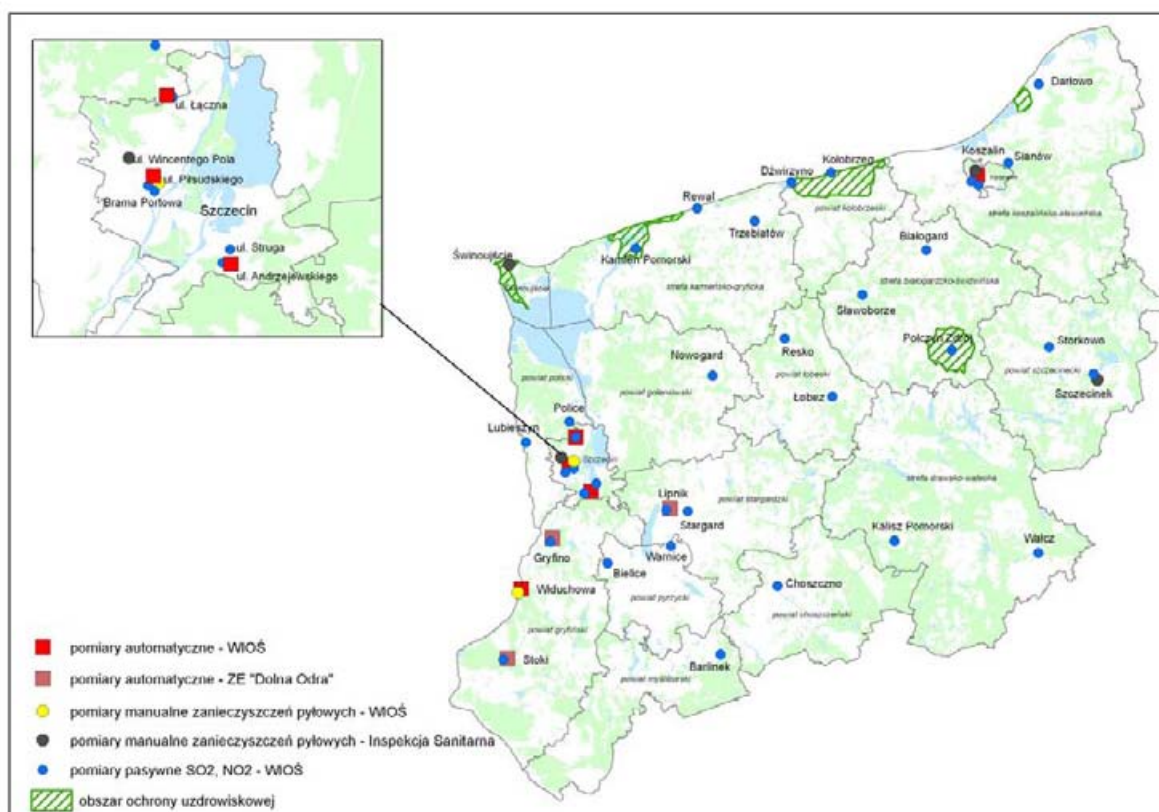 ul. Łączna
ul. Wincentego Pola
ul. Piłsudskiego
Brama Portowa
Szczecin
ul. Struga
ul. Andrzejewskiego
Darłowo
Koszalin
Sianów
strefa koszalińsko-sławieńska
Kołobrzeg
Dźwirzyno
powiat kołobrzeski
Rewal
Trzebiatów
Białogard
Kamień Pomorski
Świnoujście
strefa kamieńsko-gryficka
strefa białogardzko-świdwińska
Sławoborze
Połczyn Zdrój
Resko
powiat łobeski
Storkowo
powiat szczecinecki
Szczecinek
Nowogard
powiat goleniowski
powiat policki
Łobez
Police
Lubieszyn
Szczecin
strefa drawsko-wałecka
Lipnik
powiat stargardzki
Stargard
Kalisz Pomorski
Wałcz
Gryfino
Warnice
Bielice
Choszczno
Widuchowa
powiat pyrzycki
powiat choszczeński
powiat gryfiński
Stoki
Barlinek
powiat myśliborski
pomiary automatyczne - WIOŚ
pomiary automatyczne - ZE "Dolna Odra"
pomiary manualne zanieczyszczeń pyłowych - WIOŚ
pomiary manualne zanieczyszczeń pyłowych - Inspekcja Sanitarna
pomiary pasywne SO2, NO2 - WIOŚ
obszar ochrony uzdrowiskowej